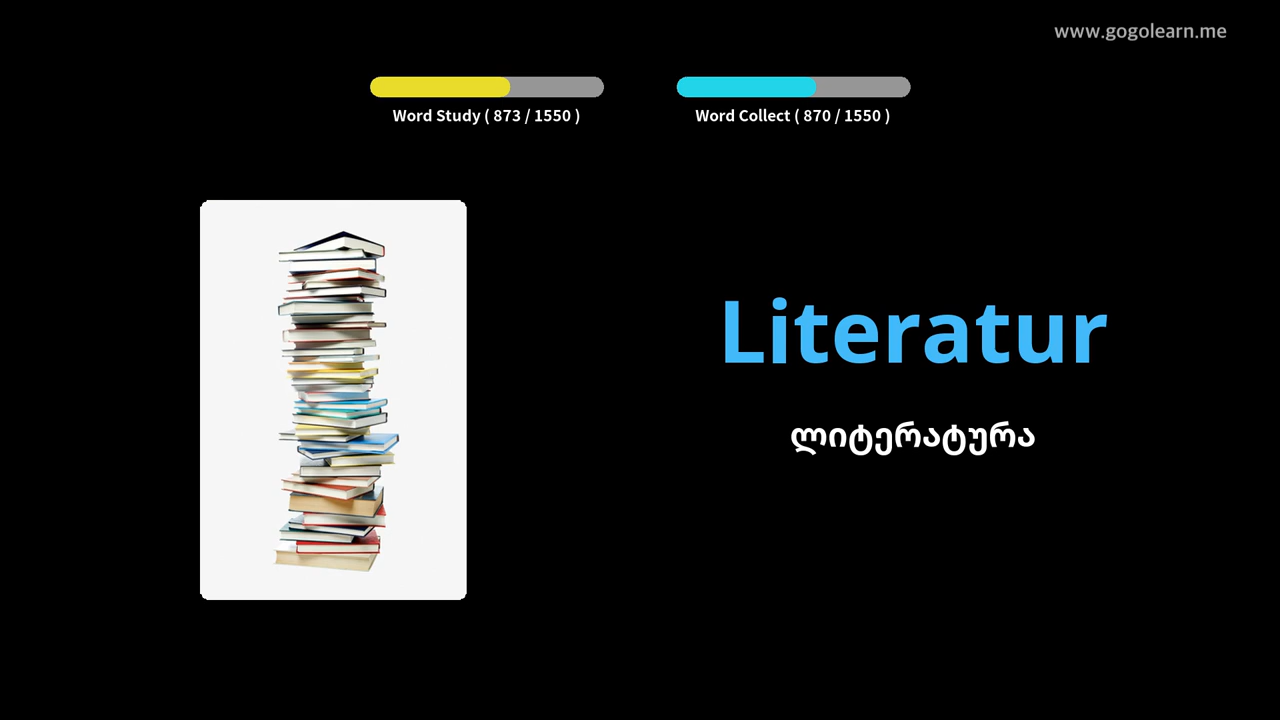 www.gogolearn.me
Word Study ( 873 / 1550 )
Word Collect ( 870 / 1550 )
Literatur
ლიტერატურა